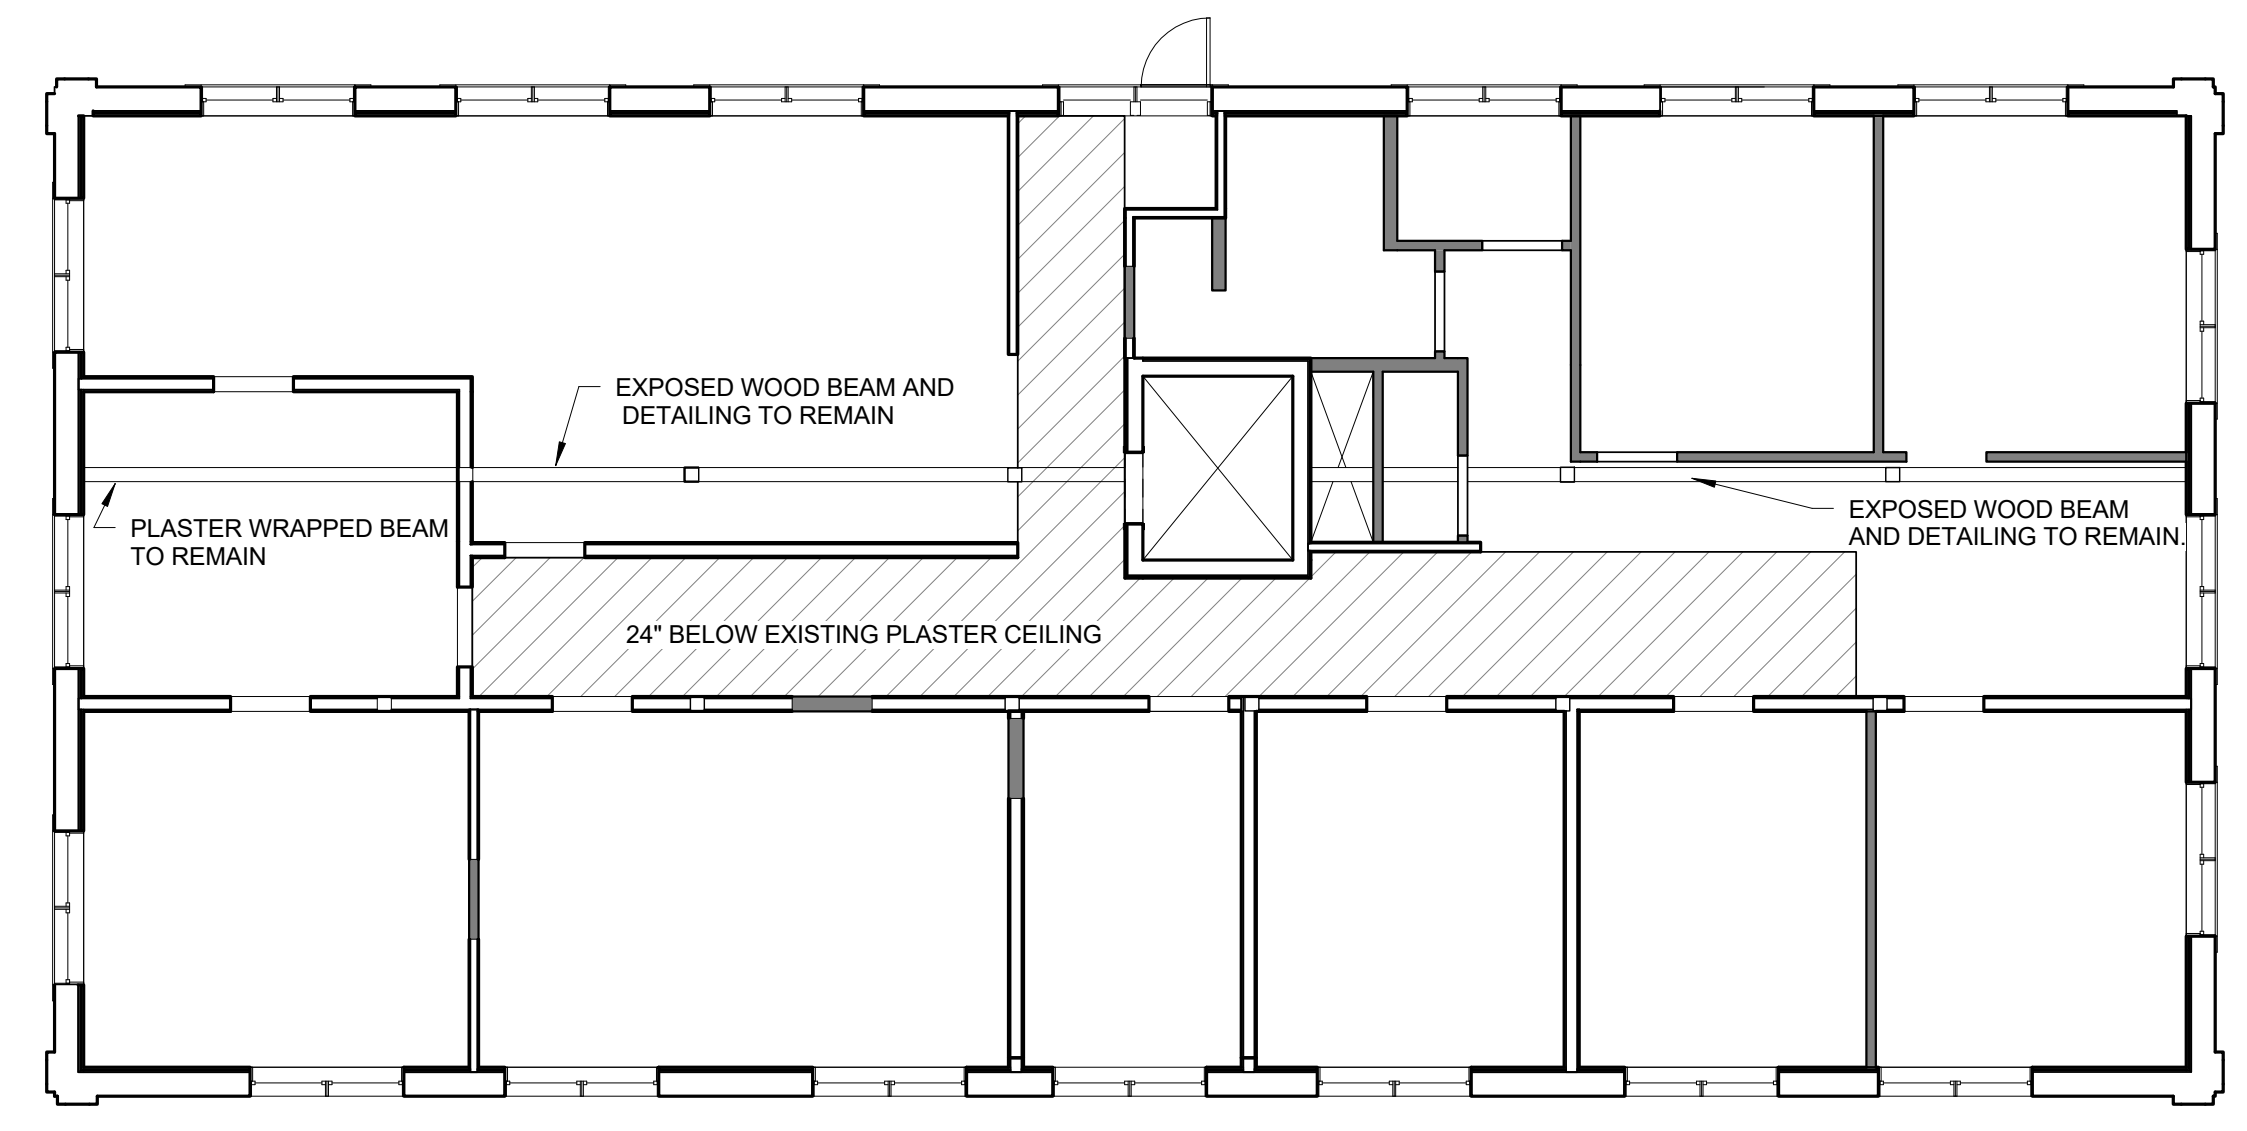 EXPOSED WOOD BEAM AND
DETAILING TO REMAIN
PLASTER WRAPPED BEAM
TO REMAIN
EXPOSED WOOD BEAM
AND DETAILING TO REMAIN.
24" BELOW EXISTING PLASTER CEILING